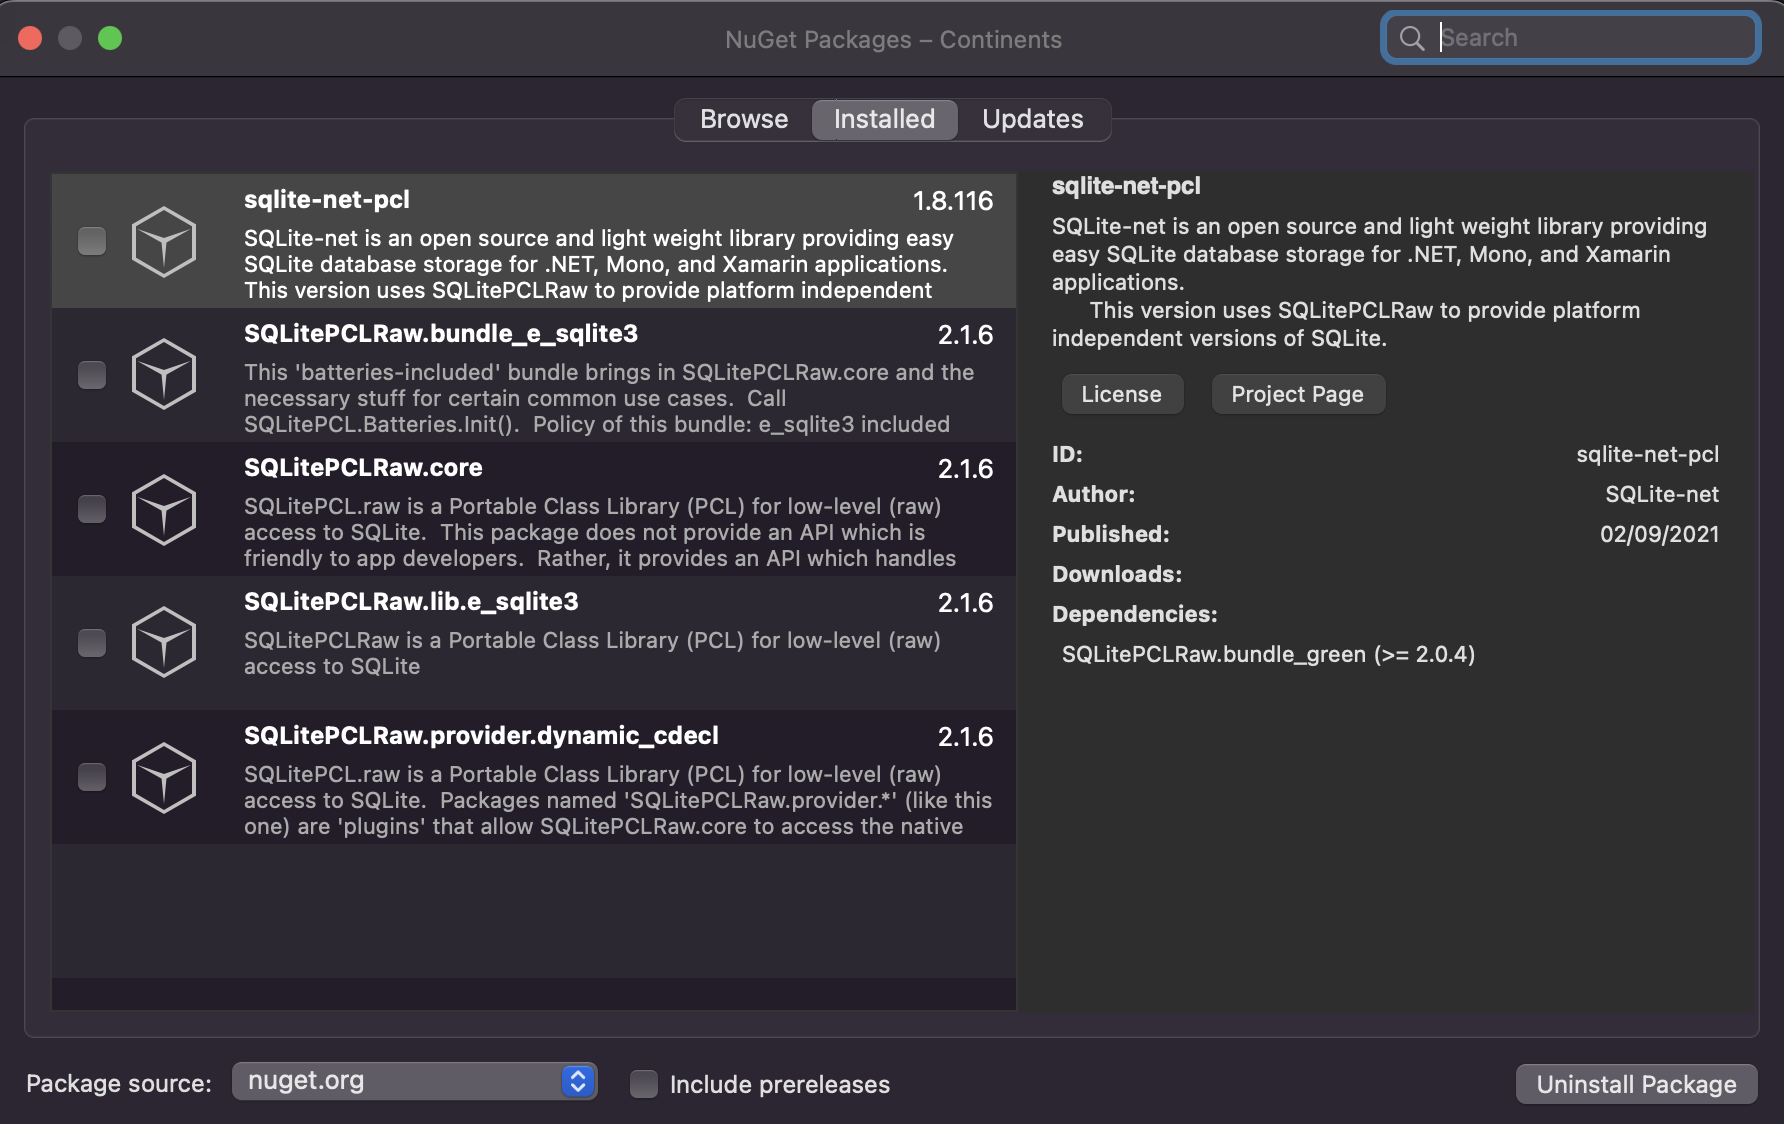 NuGet Packages – Continents
Search
Browse
Installed
Updates
sqlite-net-pcl
1.8.116
SQLite-net is an open source and light weight library providing easy
SQLite database storage for .NET, Mono, and Xamarin applications.
This version uses SQLitePCLRaw to provide platform independent
SQLitePCLRaw.bundle_e_sqlite3
2.1.6
This 'batteries-included' bundle brings in SQLitePCLRaw.core and the
necessary stuff for certain common use cases.  Call
SQLitePCL.Batteries.Init().  Policy of this bundle: e_sqlite3 included
SQLitePCLRaw.core
2.1.6
SQLitePCL.raw is a Portable Class Library (PCL) for low-level (raw)
access to SQLite.  This package does not provide an API which is
friendly to app developers.  Rather, it provides an API which handles
SQLitePCLRaw.lib.e_sqlite3
2.1.6
SQLitePCLRaw is a Portable Class Library (PCL) for low-level (raw)
access to SQLite
SQLitePCLRaw.provider.dynamic_cdecl
2.1.6
SQLitePCL.raw is a Portable Class Library (PCL) for low-level (raw)
access to SQLite.  Packages named 'SQLitePCLRaw.provider.*' (like this
one) are 'plugins' that allow SQLitePCLRaw.core to access the native
sqlite-net-pcl
SQLite-net is an open source and light weight library providing
easy SQLite database storage for .NET, Mono, and Xamarin
applications.
This version uses SQLitePCLRaw to provide platform
independent versions of SQLite.
License
Project Page
ID: sqlite-net-pcl
Author: SQLite-net
Published: 02/09/2021
Downloads:
Dependencies:
SQLitePCLRaw.bundle_green (>= 2.0.4)
Package source:
nuget.org
Include prereleases
Uninstall Package